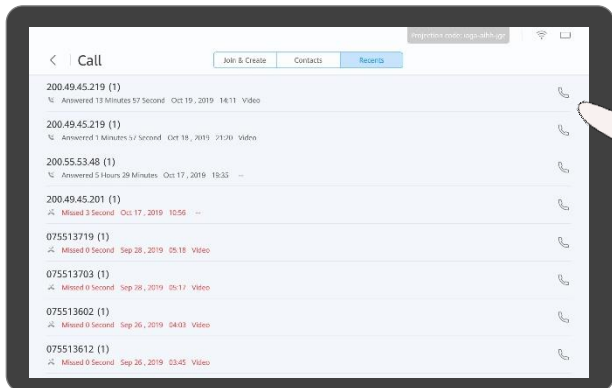 Projection code:
Call
Join & Create
Contacts
Recents
200.49.45.219 (1)
Answered 13 Minutes 57 Second Oct 19 , 2019 14:11 Video
200.49.45.219 (1)
Answered 1 Minutes 57 Second Oct 18 , 2019 21:20 Video
200.55.53.48 (1)
Answered 5 Hours 29 Minutes Oct 17 , 2019 19:35 --
200.49.45.201 (1)
Missed 3 Second Oct 17 , 2019 10:56 --
075513719 (1)
Missed 0 Second Sep 28 , 2019 05:18 Video
075513703 (1)
Missed 0 Second Sep 28 , 2019 05:17 Video
075513602 (1)
Missed 0 Second Sep 26 , 2019 04:03 Video
075513612 (1)
Missed 0 Second Sep 26 , 2019 03:45 Video